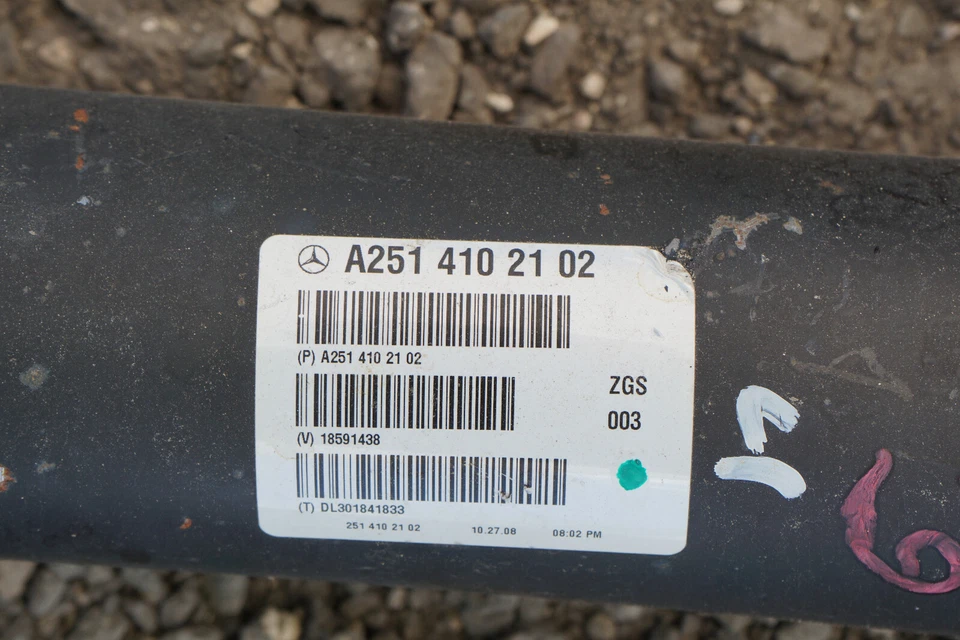 A251 410 21 02
(P) A251 410 21 02
ZGS
003
(V) 18591438
(T) DL301841833
251 410 21 02 10.27.08 08:02 PM
6